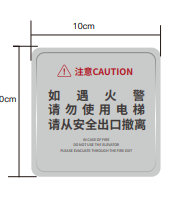 10cm
0cm
注意CAUTION
如遇火警
请勿使用电梯
请从安全出口撤离
IN CASE OF FIRE
DO NOT USE THE ELEVATOR
PLEASE EVACUATE THROUGH THE FIRE EXIT